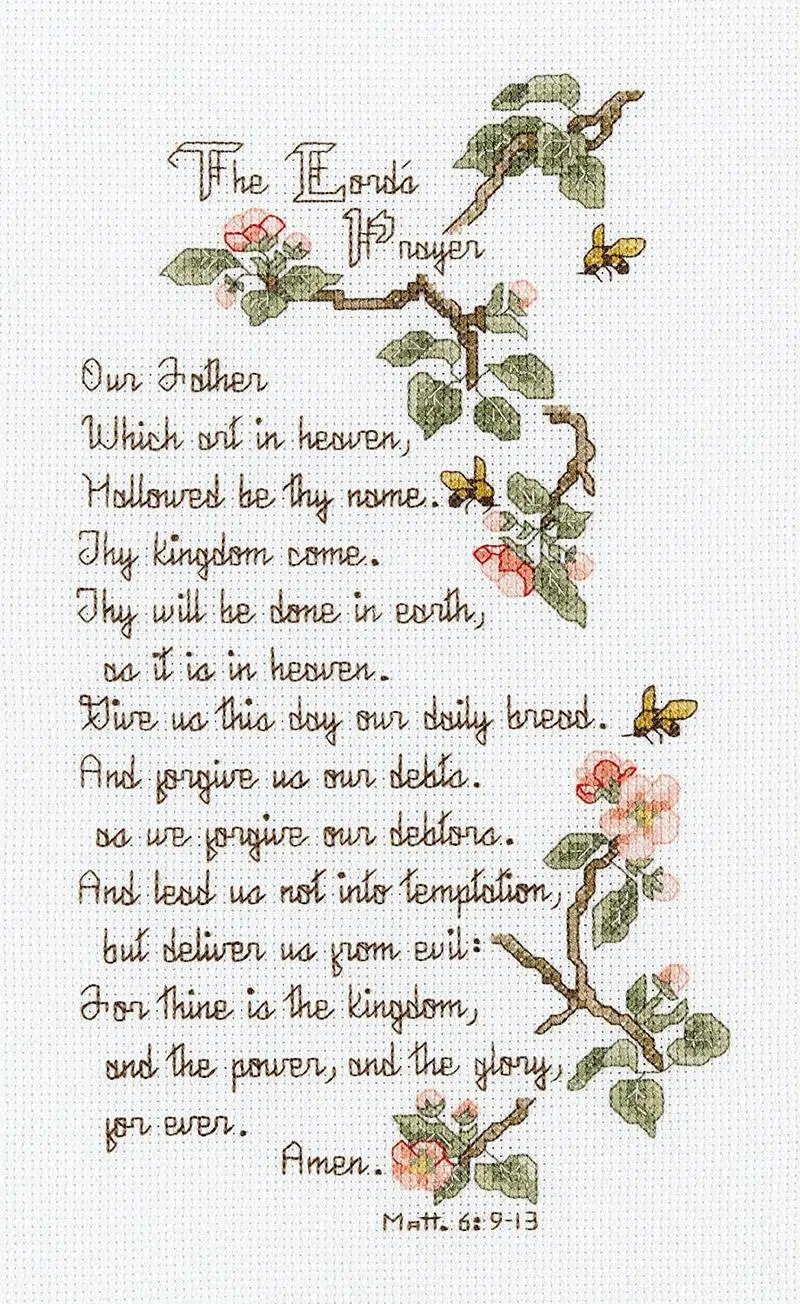 The Lord's
Prayer
Our Father
Which art in heaven,
Hallowed be thy name.
Thy kingdom come.
Thy will be done in earth,
as it is in heaven.
Give us this day our daily bread.
And forgive us our debts.
as we forgive our debtors.
And lead us not into temptation,
but deliver us from evil:
For thine is the kingdom,
and the power, and the glory,
for ever.
Amen.
Matt. 6:9-13